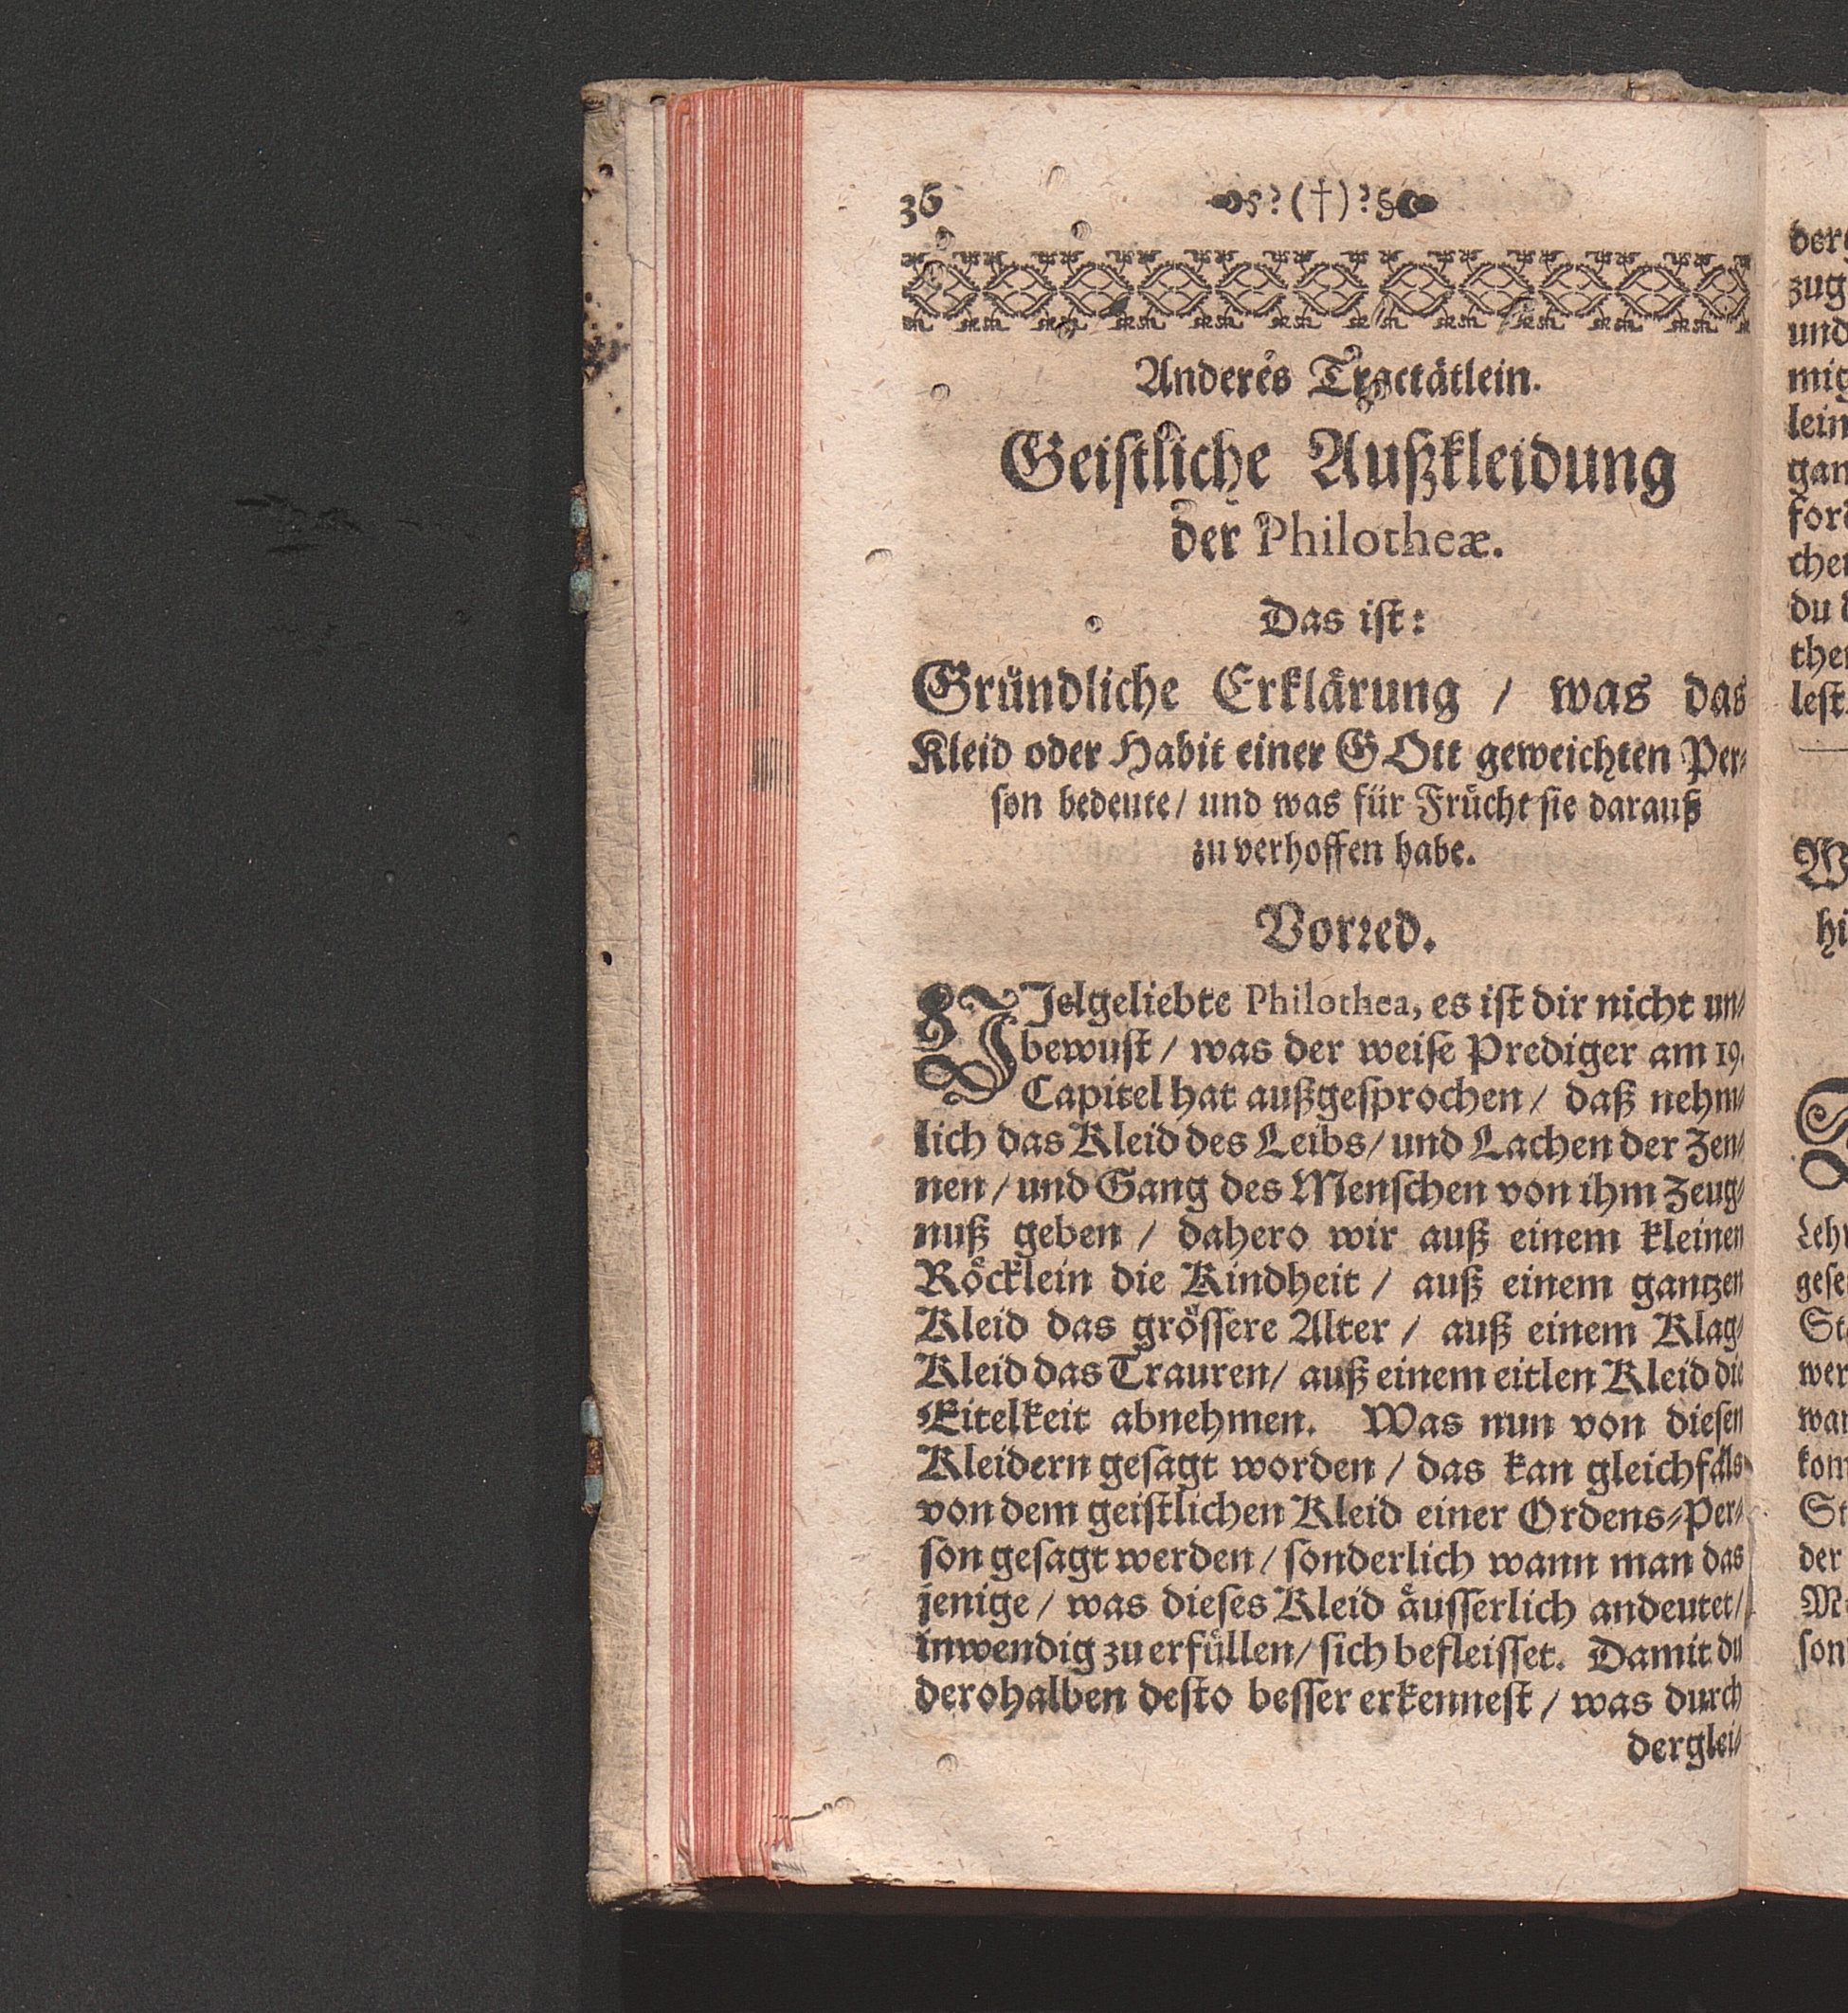 36 (†)
Anderes Tractätlein.
Geistliche Außkleidung
der Philotheæ.
Das ist:
Gründliche Erklärung / was das
Kleid oder Habit einer GOtt geweichten Per-
son bedeute / und was für Frücht sie darauß
zu verhoffen habe.
Vorred.
VJelgeliebte Philothea, es ist dir nicht un-
bewust / was der weise Prediger am 19.
Capitel hat außgesprochen / daß nehm-
lich das Kleid des Leibs / und Lachen der Zen-
nen / und Gang des Menschen von ihm Zeug-
nuß geben / dahero wir auß einem kleinen
Röcklein die Kindheit / auß einem gantzen
Kleid das grössere Alter / auß einem Klag-
Kleid das Trauren / auß einem eitlen Kleid die
Eitelkeit abnehmen. Was nun von diesen
Kleidern gesagt worden / das kan gleichfäls
von dem geistlichen Kleid einer Ordens-Per-
son gesagt werden / sonderlich wann man das
jenige / was dieses Kleid äusserlich andeutet /
inwendig zu erfüllen / sich befleisset. Damit du
derohalben desto besser erkennest / was durch
derglei-